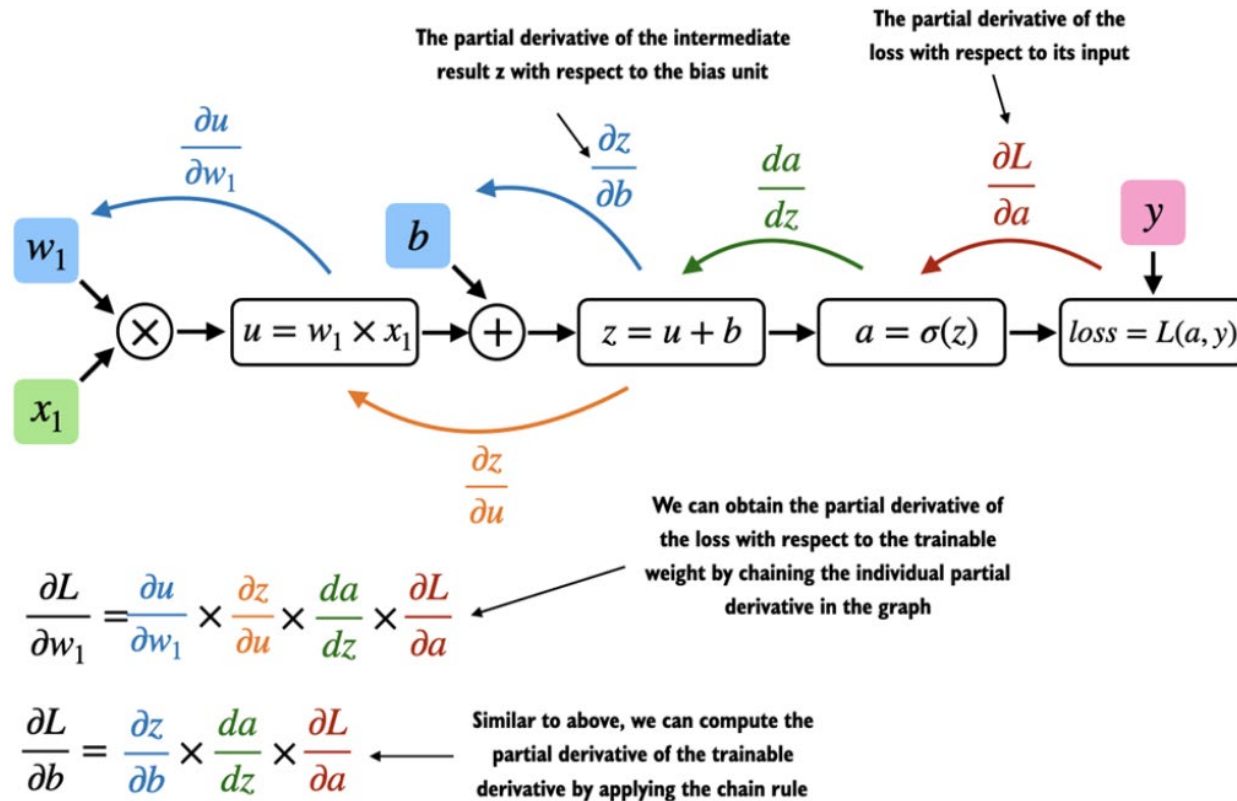 The partial derivative of the intermediate
result z with respect to the bias unit
The partial derivative of the
loss with respect to its input
∂u/∂w₁
∂z/∂b
da/dz
∂L/∂a
w₁
b
y
×
u = w₁ × x₁
+
z = u + b
a = σ(z)
loss = L(a, y)
x₁
∂z/∂u
We can obtain the partial derivative of
the loss with respect to the trainable
weight by chaining the individual partial
derivative in the graph
∂L/∂w₁ = ∂u/∂w₁ × ∂z/∂u × da/dz × ∂L/∂a
∂L/∂b = ∂z/∂b × da/dz × ∂L/∂a
Similar to above, we can compute the
partial derivative of the trainable
derivative by applying the chain rule